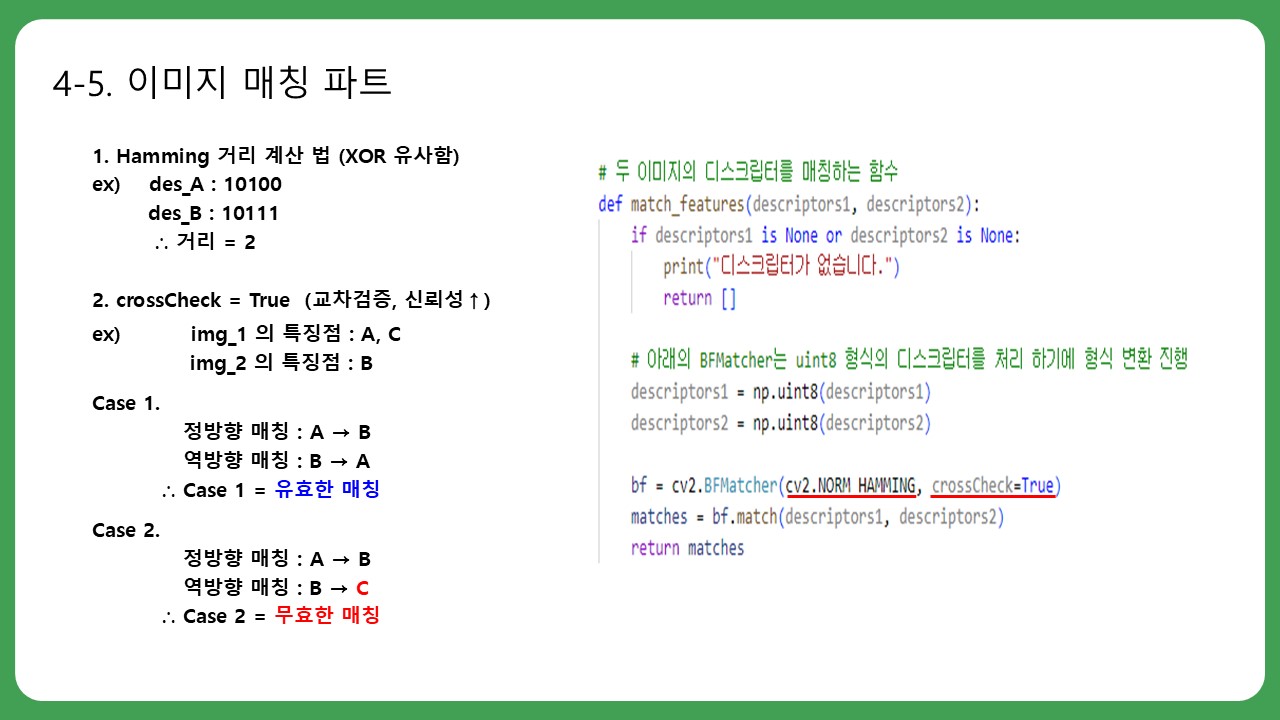 4-5. 이미지 매칭 파트
1. Hamming 거리 계산 법 (XOR 유사함)
ex) des_A : 10100
des_B : 10111
∴ 거리 = 2
2. crossCheck = True (교차검증, 신뢰성↑)
ex) img_1 의 특징점 : A, C
img_2 의 특징점 : B
Case 1.
정방향 매칭 : A → B
역방향 매칭 : B → A
∴ Case 1 = 유효한 매칭
Case 2.
정방향 매칭 : A → B
역방향 매칭 : B → C
∴ Case 2 = 무효한 매칭
# 두 이미지의 디스크립터를 매칭하는 함수
def match_features(descriptors1, descriptors2):
if descriptors1 is None or descriptors2 is None:
print("디스크립터가 없습니다.")
return []
# 아래의 BFMatcher는 uint8 형식의 디스크립터를 처리 하기에 형식 변환 진행
descriptors1 = np.uint8(descriptors1)
descriptors2 = np.uint8(descriptors2)
bf = cv2.BFMatcher(cv2.NORM_HAMMING, crossCheck=True)
matches = bf.match(descriptors1, descriptors2)
return matches